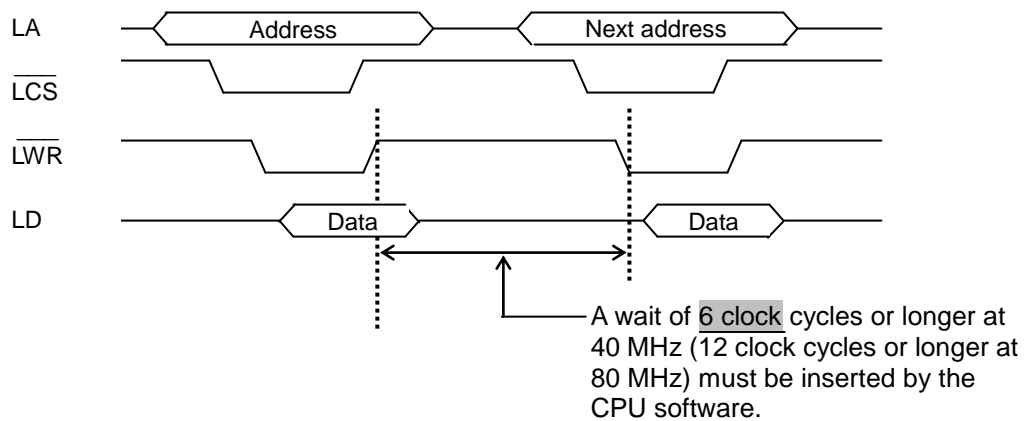 LA
Address
Next address
LCS
LWR
LD
Data
Data
A wait of 6 clock cycles or longer at
40 MHz (12 clock cycles or longer at
80 MHz) must be inserted by the
CPU software.